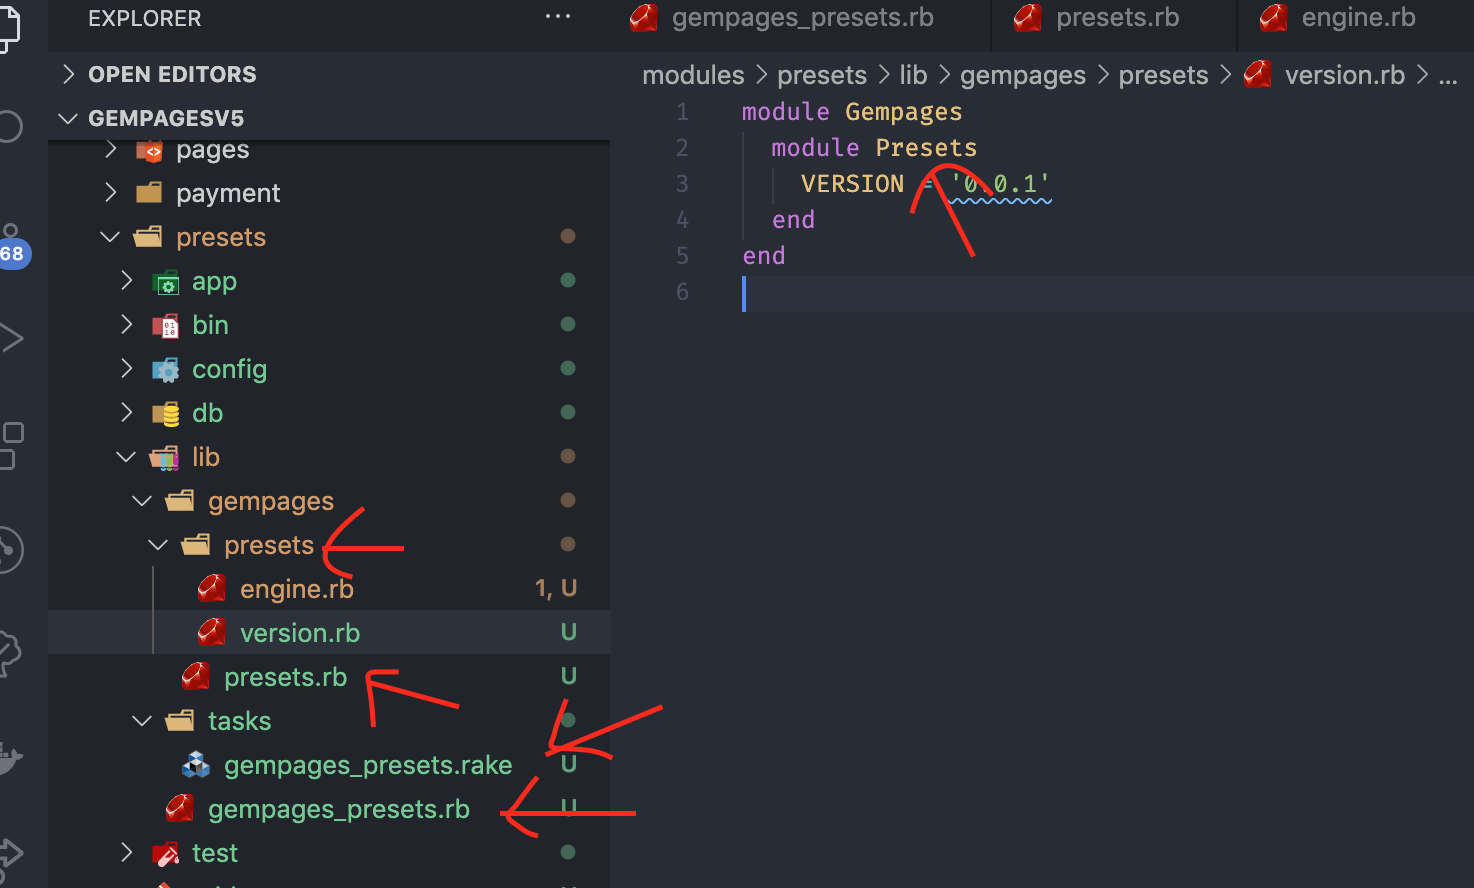 EXPLORER
...
OPEN EDITORS
GEMPAGESV5
pages
payment
presets
68
app
bin
config
db
lib
gempages
presets
engine.rb 1, U
version.rb U
presets.rb U
tasks
gempages_presets.rake U
gempages_presets.rb U
test
gempages_presets.rb presets.rb engine.rb
modules > presets > lib > gempages > presets > version.rb > ...
1 module Gempages
2 module Presets
3 VERSION = '0.0.1'
4 end
5 end
6